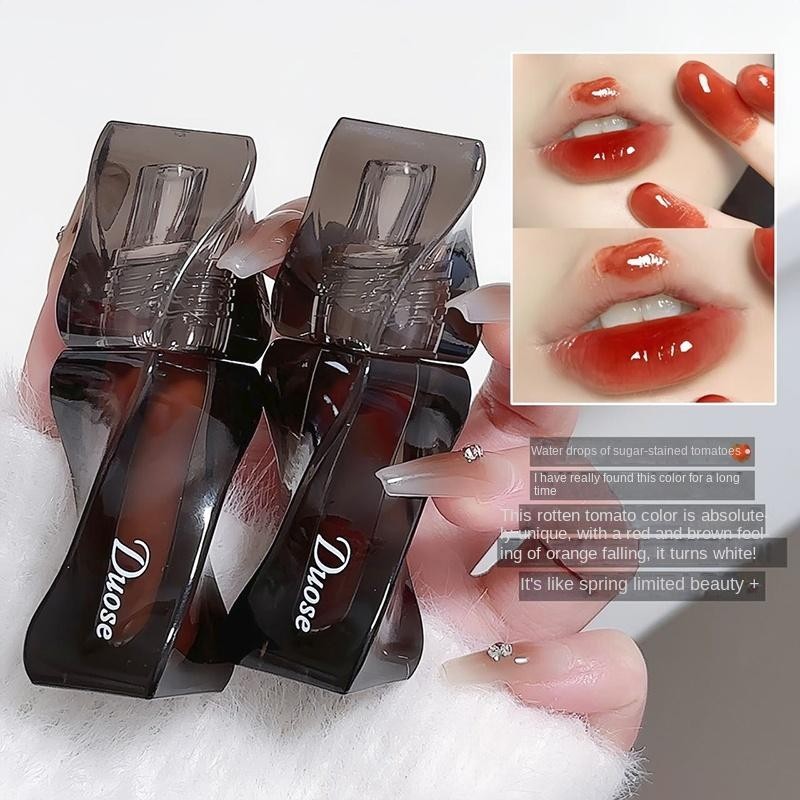 Duose
Duose
Water drops of sugar-stained tomatoes
I have really found this color for a long
time
This rotten tomato color is absolute
ly unique, with a red and brown feel
ing of orange falling, it turns white!
It's like spring limited beauty +